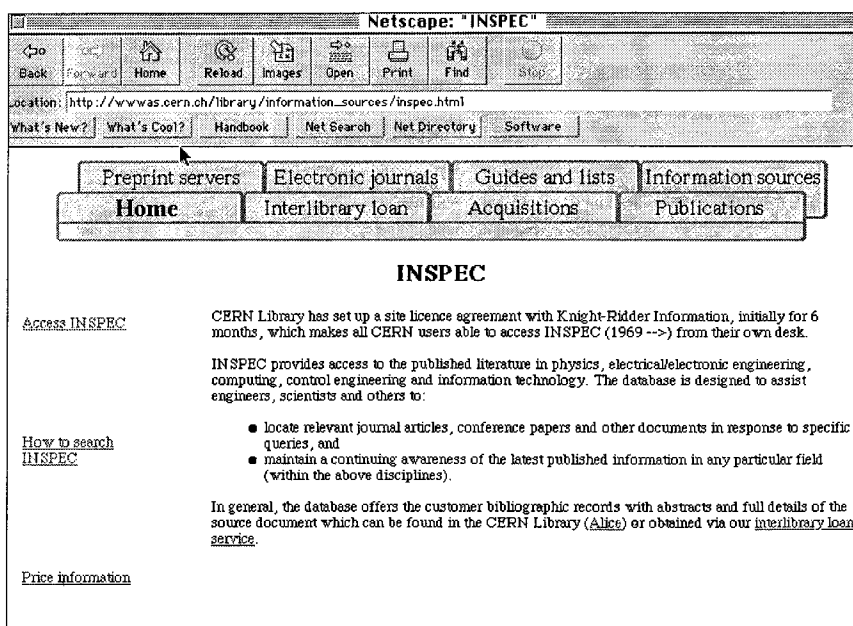 Netscape: "INSPEC"
Back Forward Home Reload Images Open Print Find Stop
Location: http://wwwas.cern.ch/library/information_sources/inspec.html
What's New? What's Cool? Handbook Net Search Net Directory Software
Preprint servers Electronic journals Guides and lists Information sources
Home Interlibrary loan Acquisitions Publications
INSPEC
Access INSPEC
CERN Library has set up a site licence agreement with Knight-Ridder Information, initially for 6
months, which makes all CERN users able to access INSPEC (1969 -->) from their own desk.
INSPEC provides access to the published literature in physics, electrical/electronic engineering,
computing, control engineering and information technology. The database is designed to assist
engineers, scientists and others to:
How to search
INSPEC
• locate relevant journal articles, conference papers and other documents in response to specific
queries, and
• maintain a continuing awareness of the latest published information in any particular field
(within the above disciplines).
In general, the database offers the customer bibliographic records with abstracts and full details of the
source document which can be found in the CERN Library (Alice) or obtained via our interlibrary loan
service.
Price information